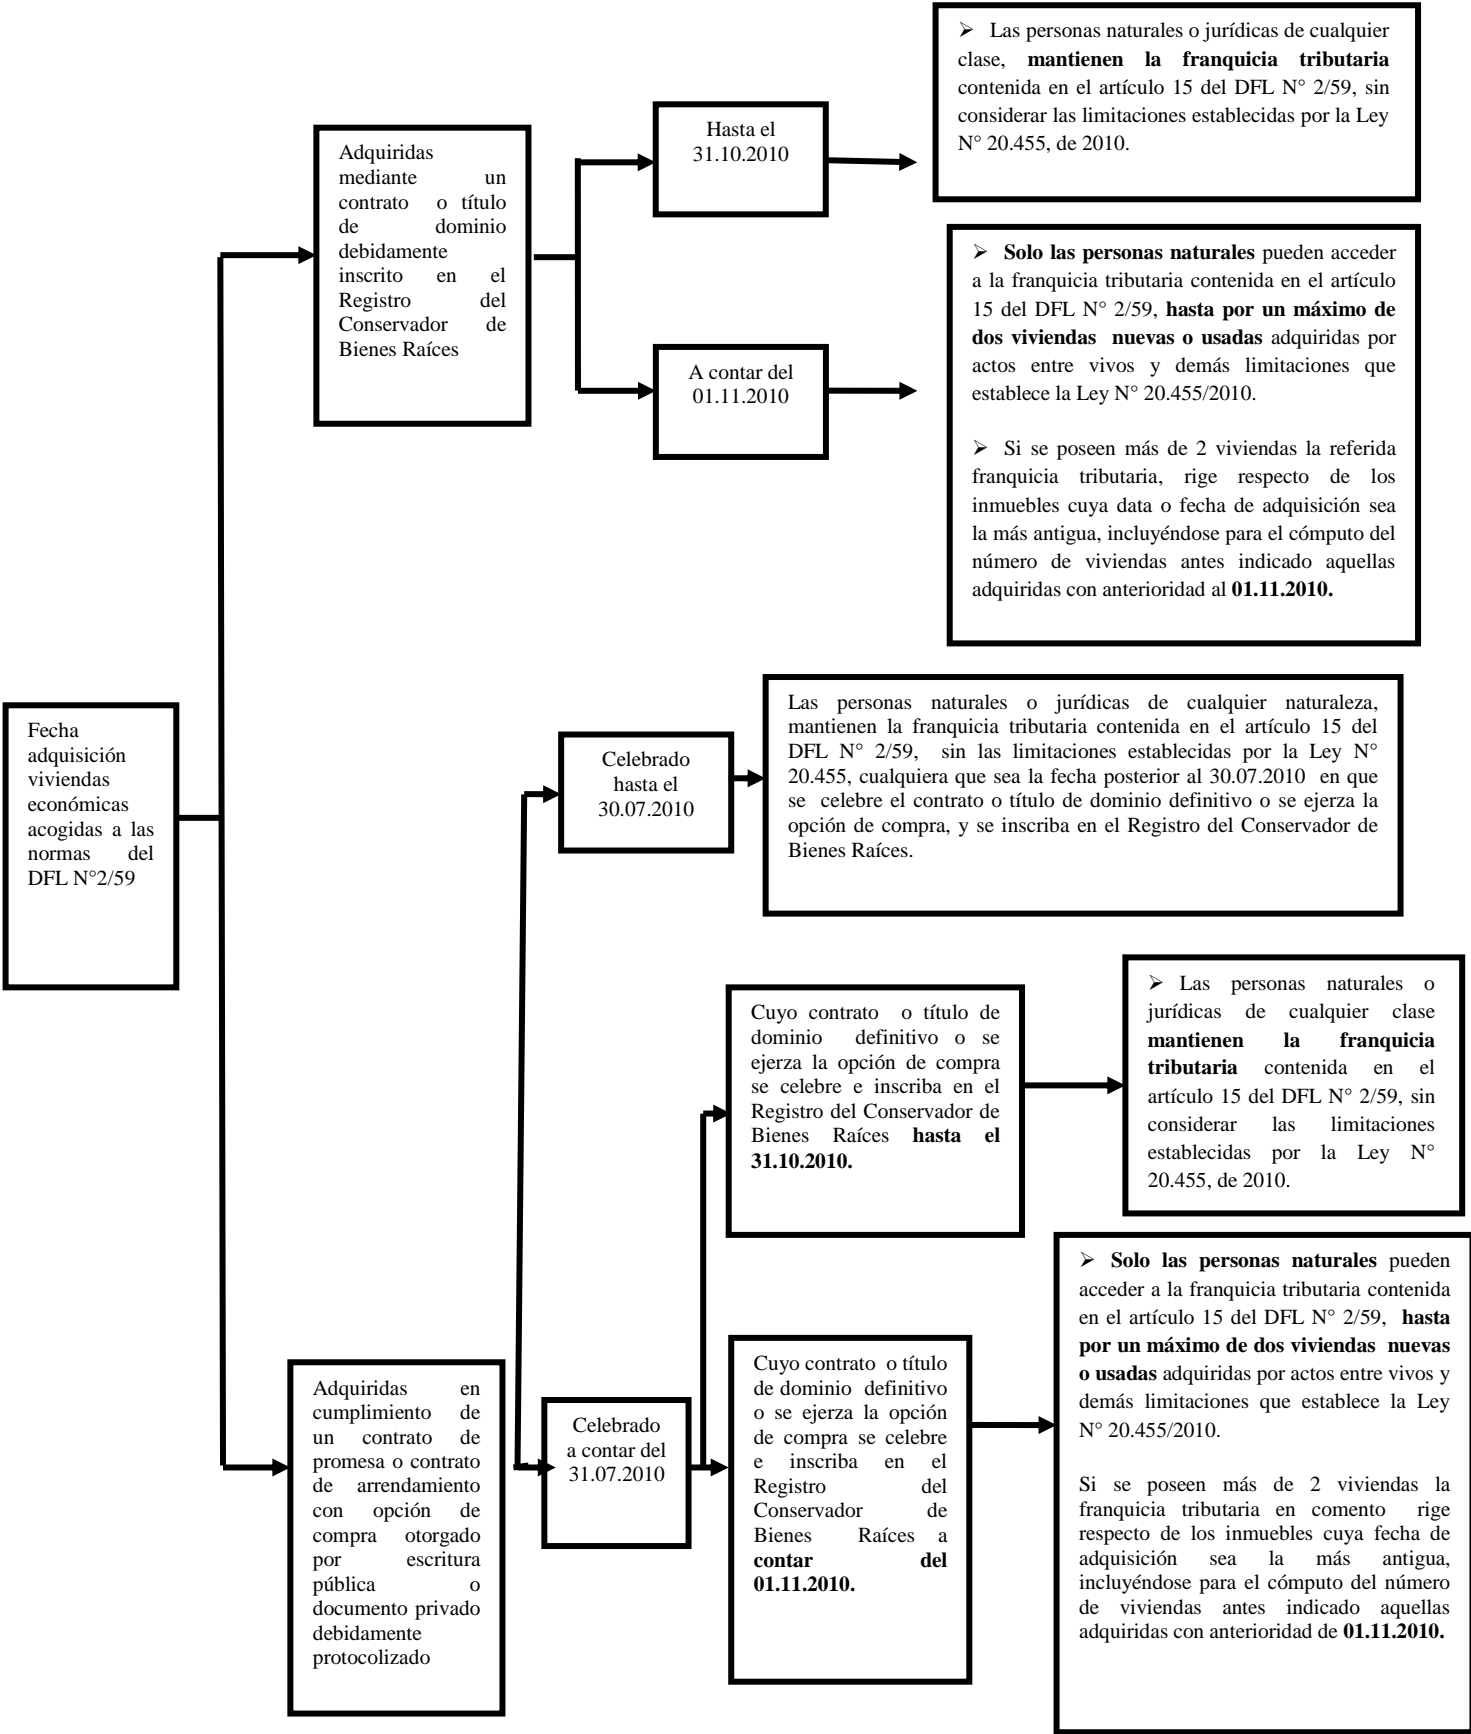 Fecha
adquisición
viviendas
económicas
acogidas a las
normas del
DFL N°2/59
Adquiridas
mediante un
contrato o título
de dominio
debidamente
inscrito en el
Registro del
Conservador de
Bienes Raíces
Hasta el
31.10.2010
➢ Las personas naturales o jurídicas de cualquier
clase, mantienen la franquicia tributaria
contenida en el artículo 15 del DFL N° 2/59, sin
considerar las limitaciones establecidas por la Ley
N° 20.455, de 2010.
A contar del
01.11.2010
➢ Solo las personas naturales pueden acceder
a la franquicia tributaria contenida en el artículo
15 del DFL N° 2/59, hasta por un máximo de
dos viviendas nuevas o usadas adquiridas por
actos entre vivos y demás limitaciones que
establece la Ley N° 20.455/2010.
➢ Si se poseen más de 2 viviendas la referida
franquicia tributaria, rige respecto de los
inmuebles cuya data o fecha de adquisición sea
la más antigua, incluyéndose para el cómputo del
número de viviendas antes indicado aquellas
adquiridas con anterioridad al 01.11.2010.
Adquiridas en
cumplimiento de
un contrato de
promesa o contrato
de arrendamiento
con opción de
compra otorgado
por escritura
pública o
documento privado
debidamente
protocolizado
Celebrado
hasta el
30.07.2010
Las personas naturales o jurídicas de cualquier naturaleza,
mantienen la franquicia tributaria contenida en el artículo 15 del
DFL N° 2/59, sin las limitaciones establecidas por la Ley N°
20.455, cualquiera que sea la fecha posterior al 30.07.2010 en que
se celebre el contrato o título de dominio definitivo o se ejerza la
opción de compra, y se inscriba en el Registro del Conservador de
Bienes Raíces.
Celebrado
a contar del
31.07.2010
Cuyo contrato o título de
dominio definitivo o se
ejerza la opción de compra
se celebre e inscriba en el
Registro del Conservador de
Bienes Raíces hasta el
31.10.2010.
➢ Las personas naturales o
jurídicas de cualquier clase
mantienen la franquicia
tributaria contenida en el
artículo 15 del DFL N° 2/59, sin
considerar las limitaciones
establecidas por la Ley N°
20.455, de 2010.
Cuyo contrato o título
de dominio definitivo
o se ejerza la opción
de compra se celebre
e inscriba en el
Registro del
Conservador de
Bienes Raíces a
contar del
01.11.2010.
➢ Solo las personas naturales pueden
acceder a la franquicia tributaria contenida
en el artículo 15 del DFL N° 2/59, hasta
por un máximo de dos viviendas nuevas
o usadas adquiridas por actos entre vivos y
demás limitaciones que establece la Ley
N° 20.455/2010.
Si se poseen más de 2 viviendas la
franquicia tributaria en comento rige
respecto de los inmuebles cuya fecha de
adquisición sea la más antigua,
incluyéndose para el cómputo del número
de viviendas antes indicado aquellas
adquiridas con anterioridad de 01.11.2010.